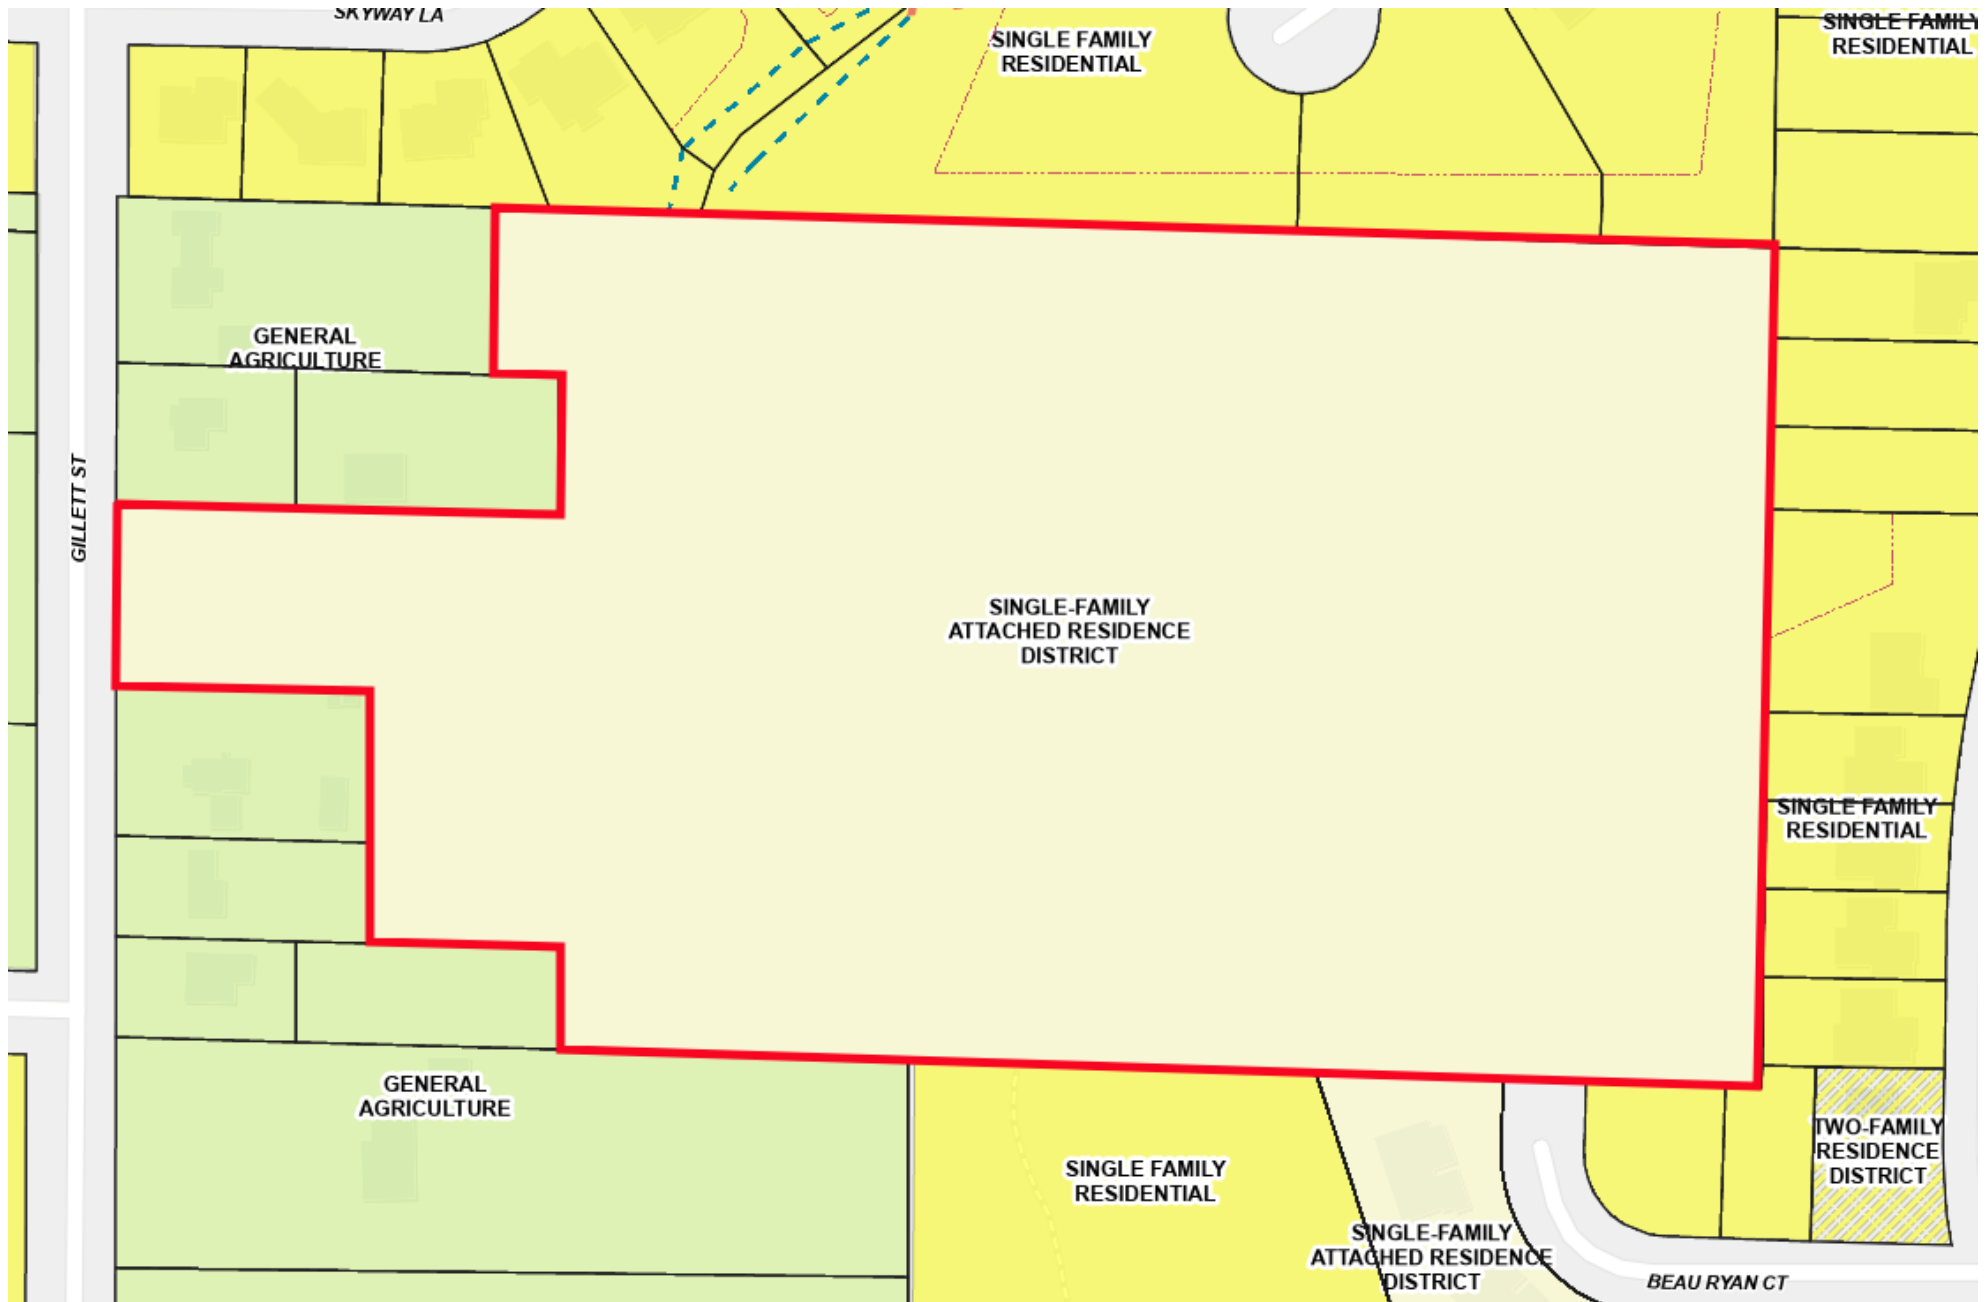 SKYWAY LA
SINGLE FAMILY
RESIDENTIAL
SINGLE FAMILY
RESIDENTIAL
GENERAL
AGRICULTURE
GILLETT ST
SINGLE-FAMILY
ATTACHED RESIDENCE
DISTRICT
SINGLE FAMILY
RESIDENTIAL
GENERAL
AGRICULTURE
SINGLE FAMILY
RESIDENTIAL
TWO-FAMILY
RESIDENCE
DISTRICT
SINGLE-FAMILY
ATTACHED RESIDENCE
DISTRICT
BEAU RYAN CT